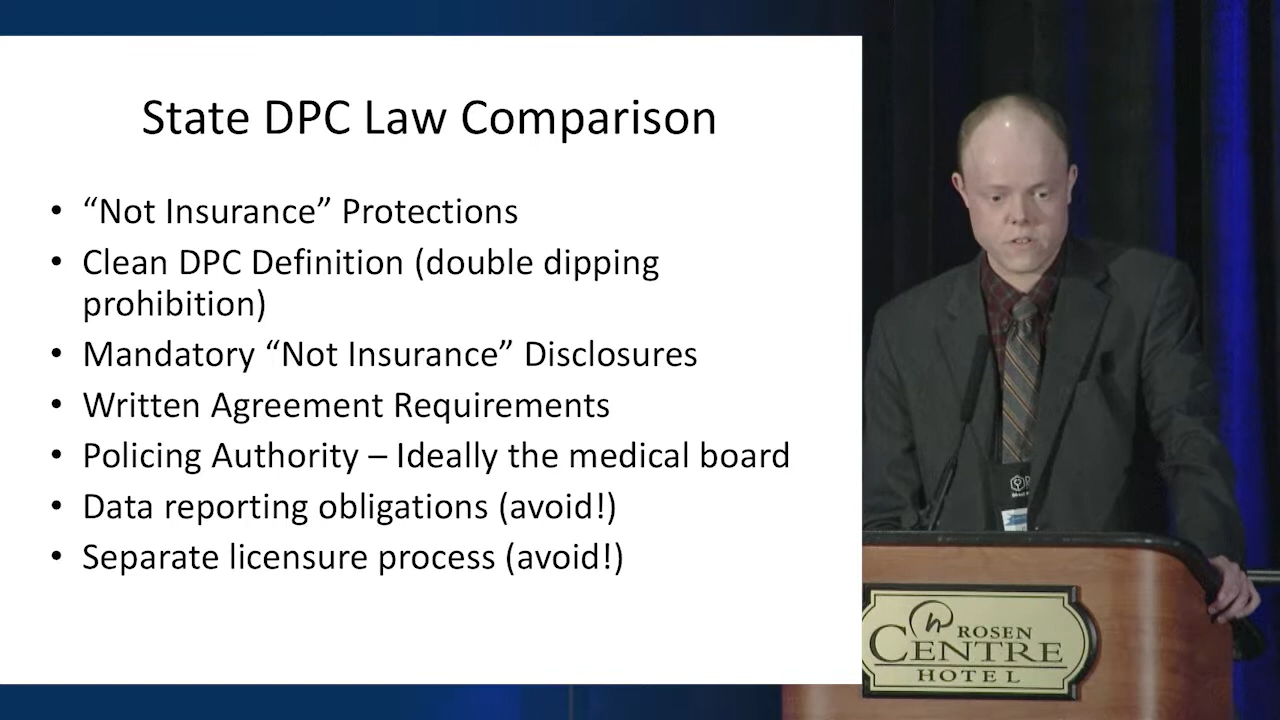 State DPC Law Comparison
• “Not Insurance” Protections
• Clean DPC Definition (double dipping
prohibition)
• Mandatory “Not Insurance” Disclosures
• Written Agreement Requirements
• Policing Authority – Ideally the medical board
• Data reporting obligations (avoid!)
• Separate licensure process (avoid!)
ROSEN
CENTRE
HOTEL